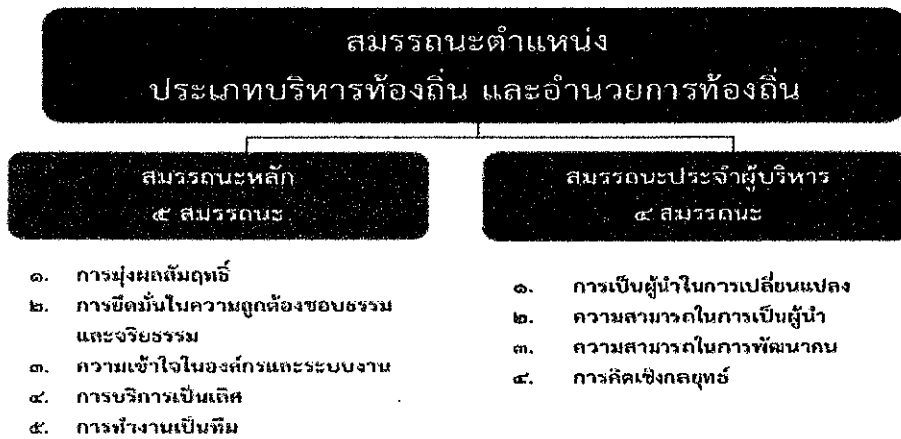 สมรรถนะตำแหน่ง
ประเภทบริหารท้องถิ่น และอำนวยการท้องถิ่น
สมรรถนะหลัก
๕ สมรรถนะ
๑. การมุ่งผลสัมฤทธิ์
๒. การยึดมั่นในความถูกต้องชอบธรรม
และจริยธรรม
๓. ความเข้าใจในองค์กรและระบบงาน
๔. การบริการเป็นเลิศ
๕. การทำงานเป็นทีม
สมรรถนะประจำผู้บริหาร
๔ สมรรถนะ
๑. การเป็นผู้นำในการเปลี่ยนแปลง
๒. ความสามารถในการเป็นผู้นำ
๓. ความสามารถในการพัฒนาคน
๔. การคิดเชิงกลยุทธ์